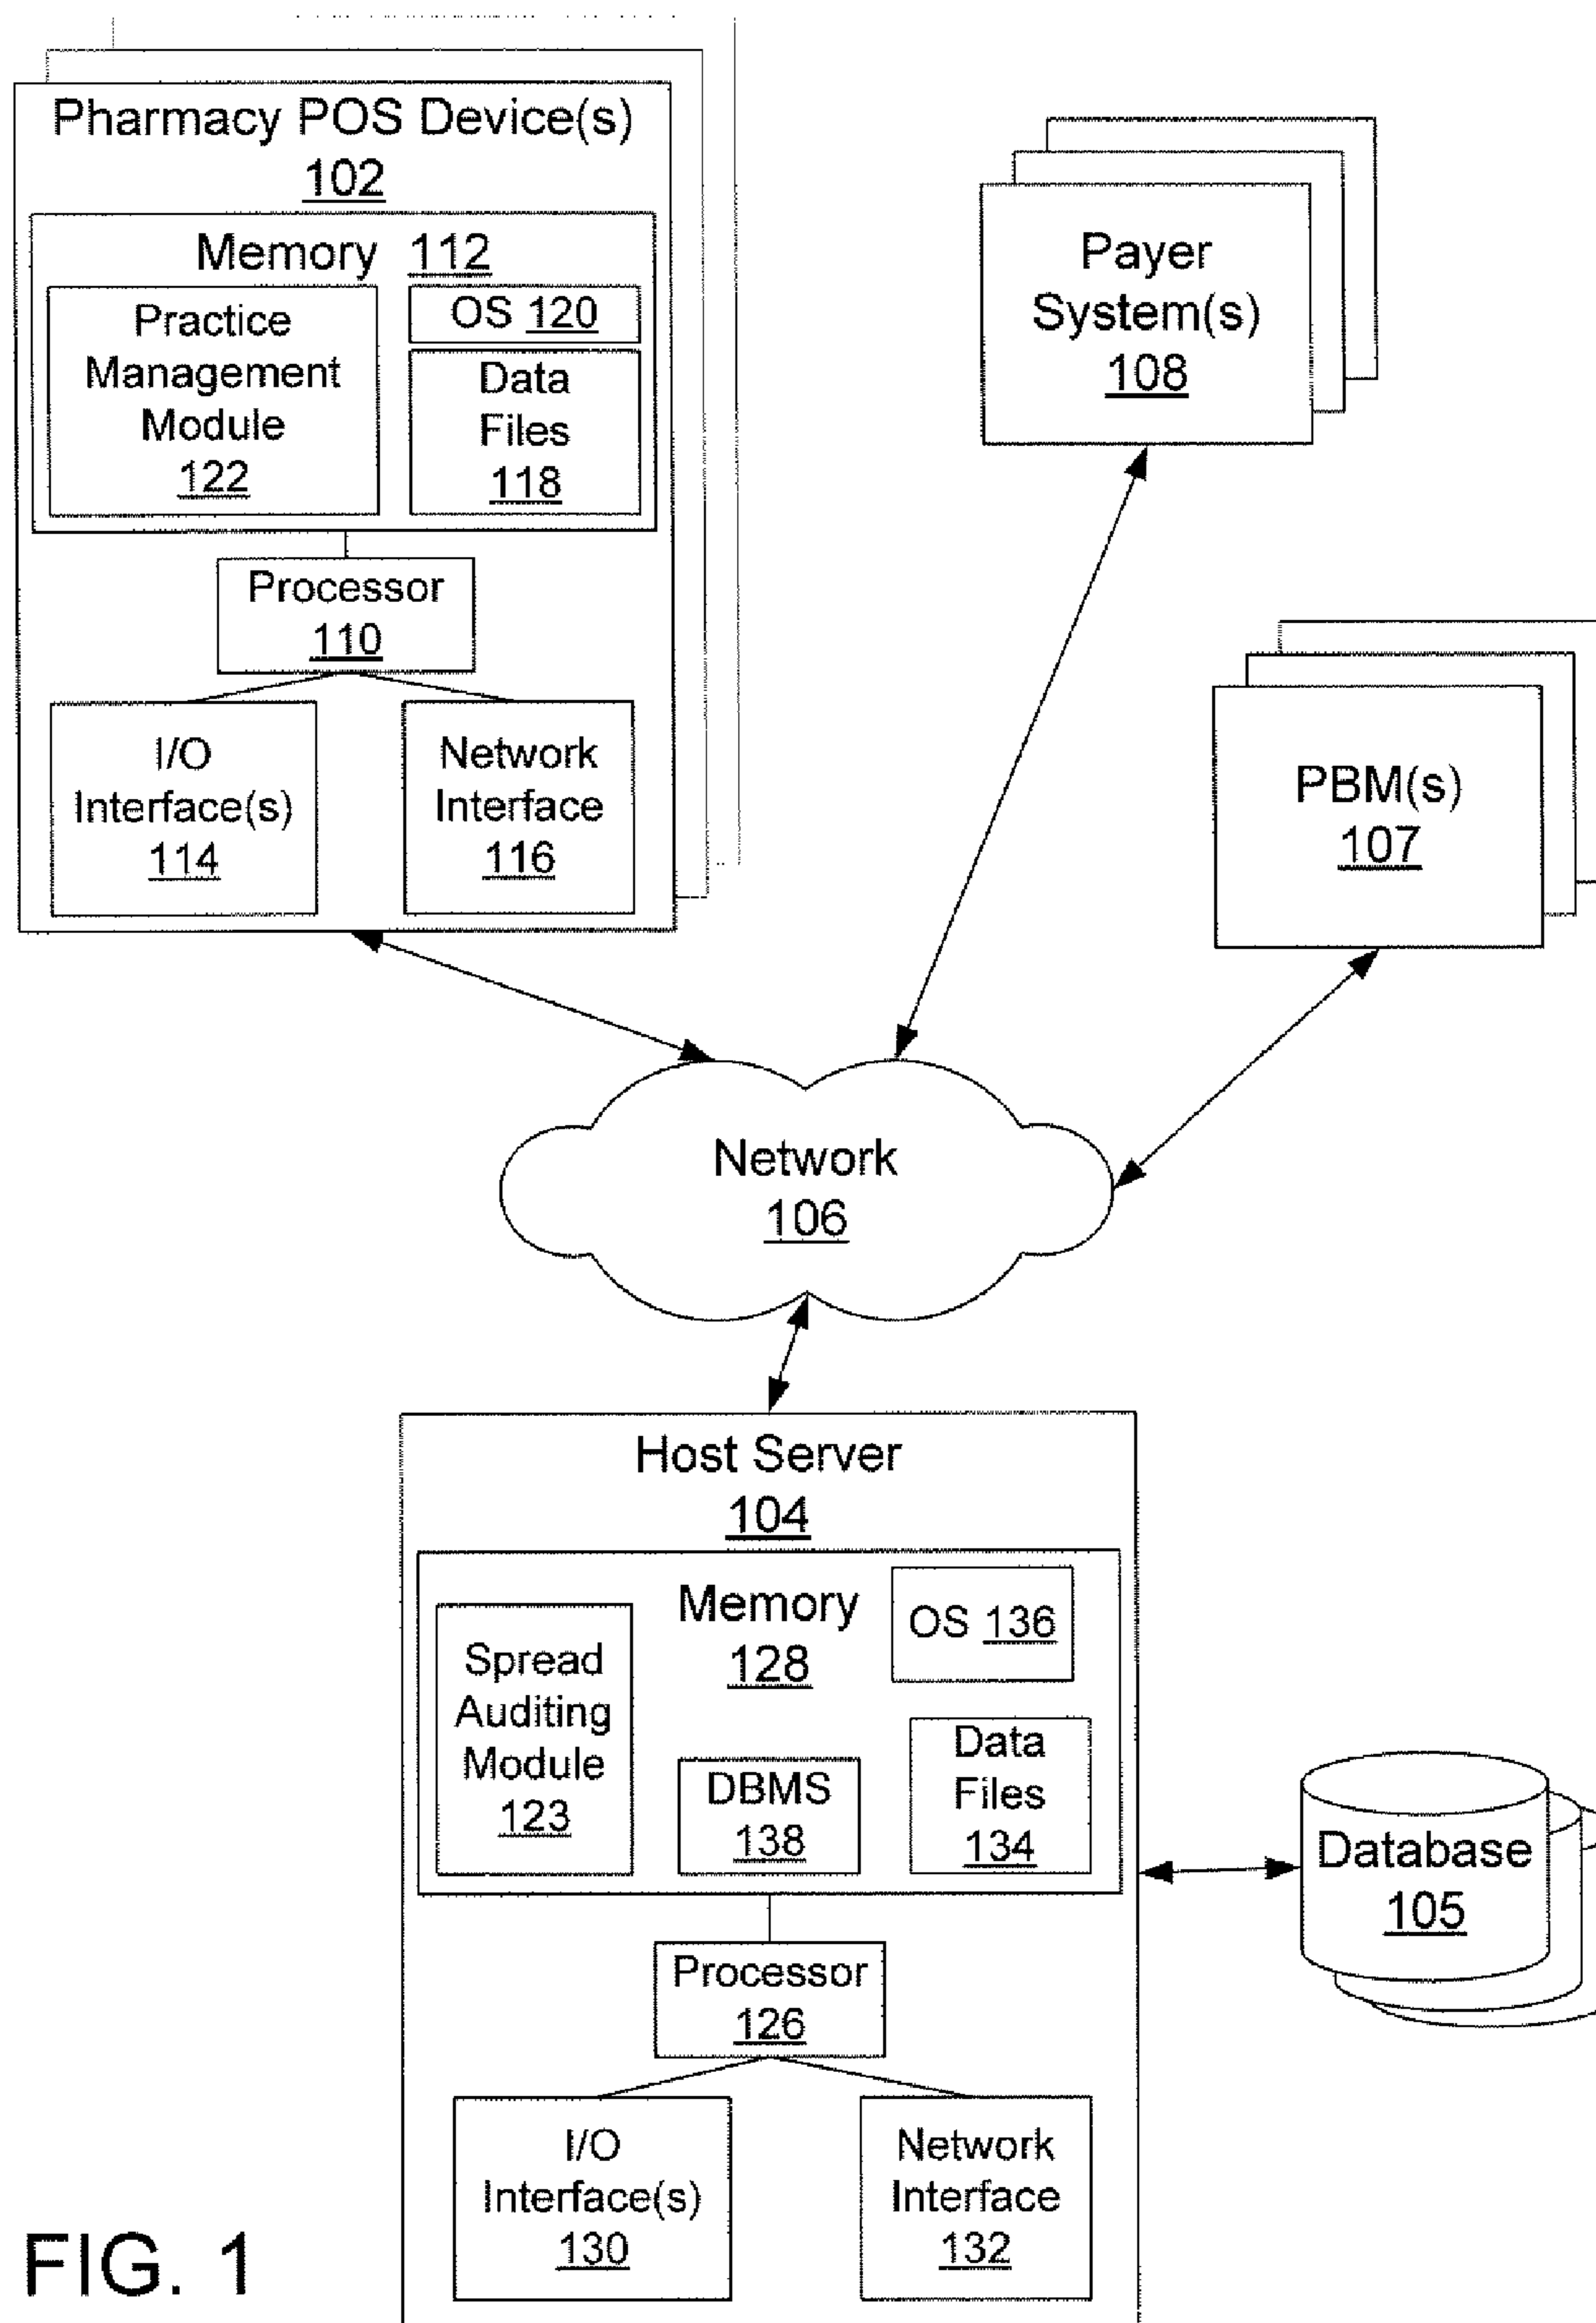 Pharmacy POS Device(s)
102
Memory 112
Practice
Management
Module
122
OS 120
Data
Files
118
Processor
110
I/O
Interface(s)
114
Network
Interface
116
Payer
System(s)
108
PBM(s)
107
Network
106
Host Server
104
Memory
128
Spread
Auditing
Module
123
OS 136
DBMS
138
Data
Files
134
Database
105
Processor
126
I/O
Interface(s)
130
Network
Interface
132
FIG. 1